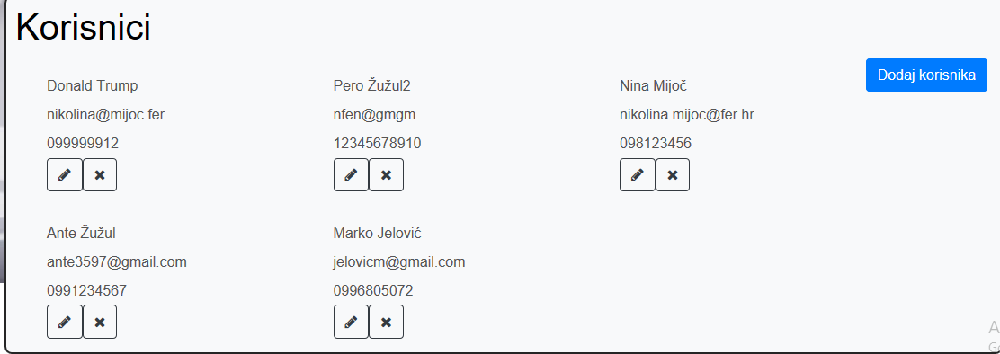 Korisnici
Dodaj korisnika
Donald Trump
nikolina@mijoc.fer
099999912
Pero Žužul2
nfen@gmgm
12345678910
Nina Mijoč
nikolina.mijoc@fer.hr
098123456
Ante Žužul
ante3597@gmail.com
0991234567
Marko Jelović
jelovicm@gmail.com
0996805072